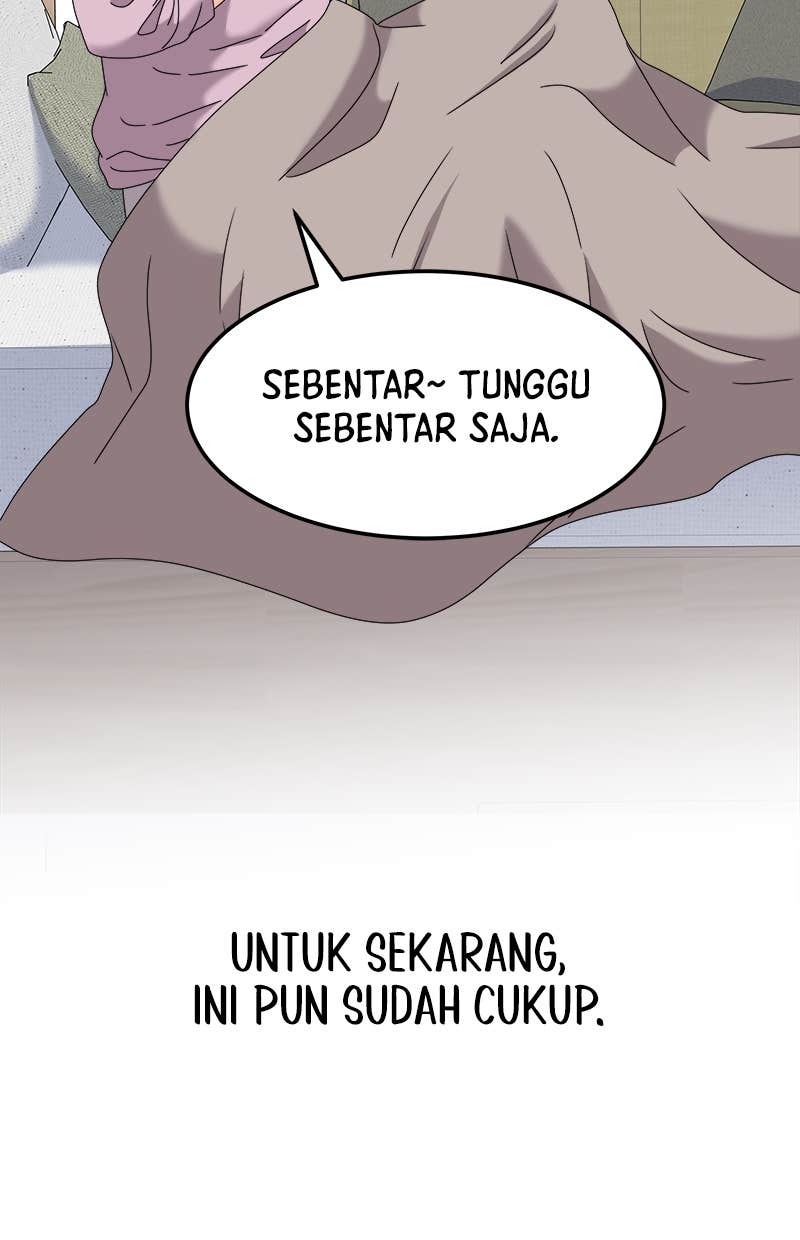 SEBENTAR~ TUNGGU
SEBENTAR SAJA.
UNTUK SEKARANG,
INI PUN SUDAH CUKUP.